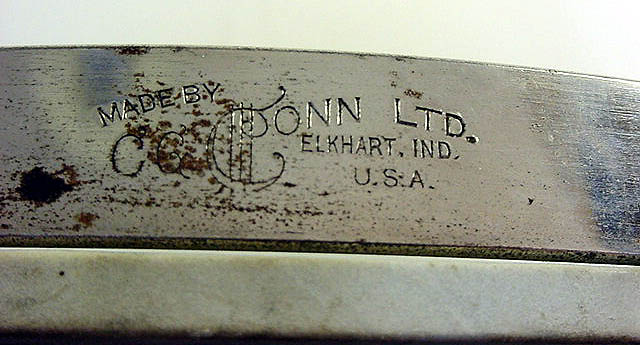 MADE BY
C.G. CONN LTD.
ELKHART, IND.
U.S.A.